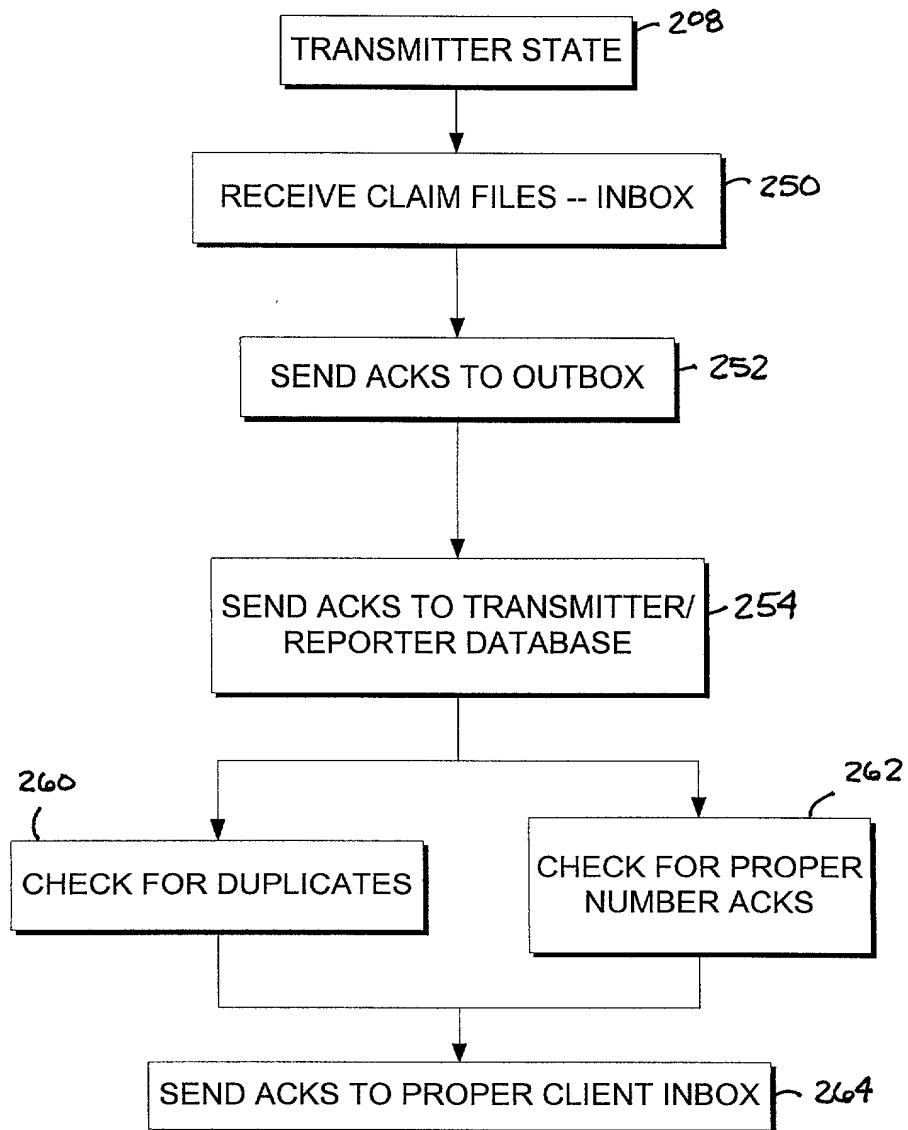 TRANSMITTER STATE
208
RECEIVE CLAIM FILES -- INBOX
250
SEND ACKS TO OUTBOX
252
SEND ACKS TO TRANSMITTER/
REPORTER DATABASE
254
260
262
CHECK FOR DUPLICATES
CHECK FOR PROPER
NUMBER ACKS
SEND ACKS TO PROPER CLIENT INBOX
264